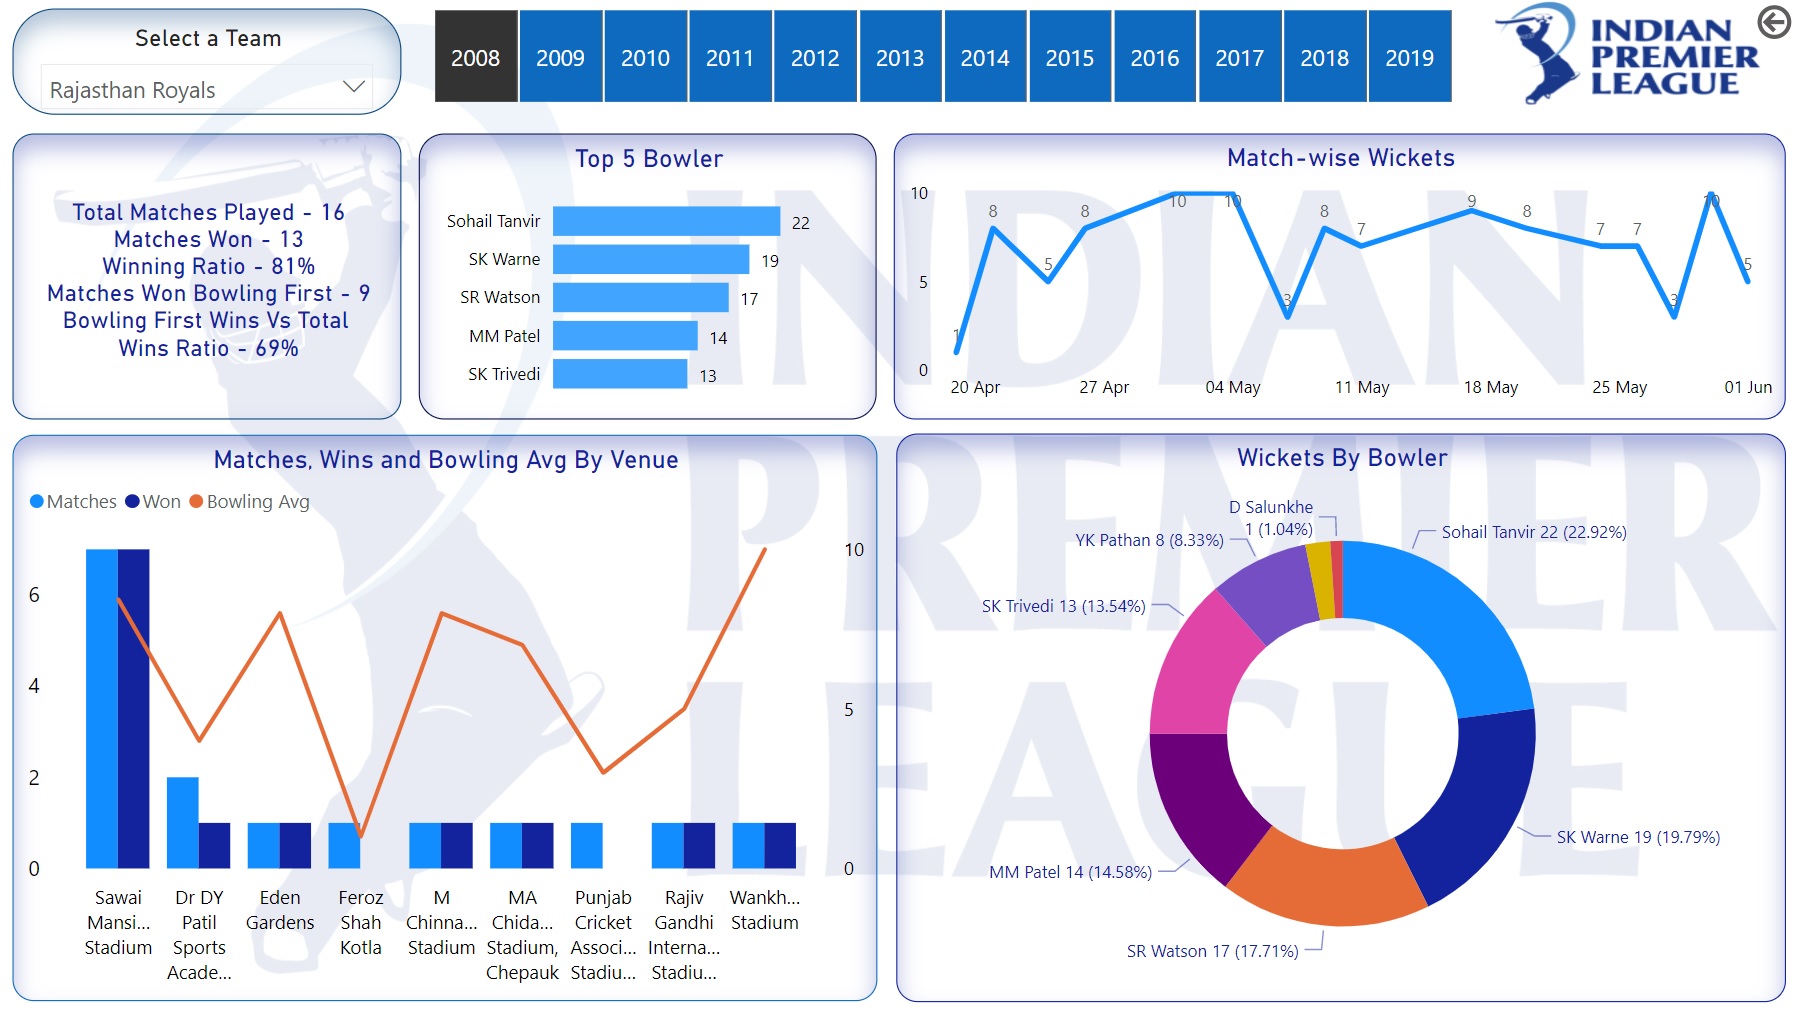 Select a Team
Rajasthan Royals
2008 2009 2010 2011 2012 2013 2014 2015 2016 2017 2018 2019
INDIAN
PREMIER
LEAGUE
Total Matches Played - 16
Matches Won - 13
Winning Ratio - 81%
Matches Won Bowling First - 9
Bowling First Wins Vs Total
Wins Ratio - 69%
Top 5 Bowler
Sohail Tanvir 22
SK Warne 19
SR Watson 17
MM Patel 14
SK Trivedi 13
Match-wise Wickets
10
5
0
1 8 5 8 10 10 3 8 7 9 8 7 7 3 10 5
20 Apr 27 Apr 04 May 11 May 18 May 25 May 01 Jun
Matches, Wins and Bowling Avg By Venue
Matches Won Bowling Avg
6
4
2
0
10
5
0
Sawai
Mansi...
Stadium
Dr DY
Patil
Sports
Acade...
Eden
Gardens
Feroz
Shah
Kotla
M
Chinna...
Stadium
MA
Chida...
Stadium,
Chepauk
Punjab
Cricket
Associ...
Stadiu...
Rajiv
Gandhi
Interna...
Stadiu...
Wankh...
Stadium
Wickets By Bowler
D Salunkhe
1 (1.04%)
YK Pathan 8 (8.33%)
Sohail Tanvir 22 (22.92%)
SK Trivedi 13 (13.54%)
SK Warne 19 (19.79%)
MM Patel 14 (14.58%)
SR Watson 17 (17.71%)
INDIAN
PREMIER
LEAGUE